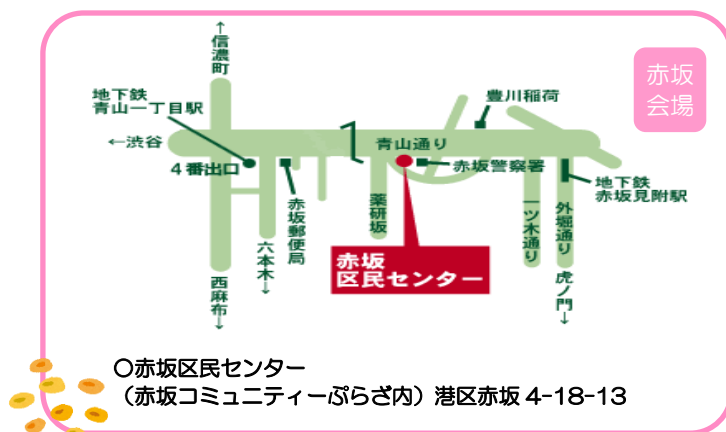 赤坂
会場
↑信濃町
地下鉄
青山一丁目駅
←渋谷
4番出口
青山通り
豊川稲荷
赤坂警察署
地下鉄
赤坂見附駅
赤坂郵便局
六本木↓
西麻布↓
薬研坂
一ツ木通り
外堀通り
虎ノ門↓
赤坂
区民センター
〇赤坂区民センター
（赤坂コミュニティーぷらざ内）港区赤坂 4-18-13